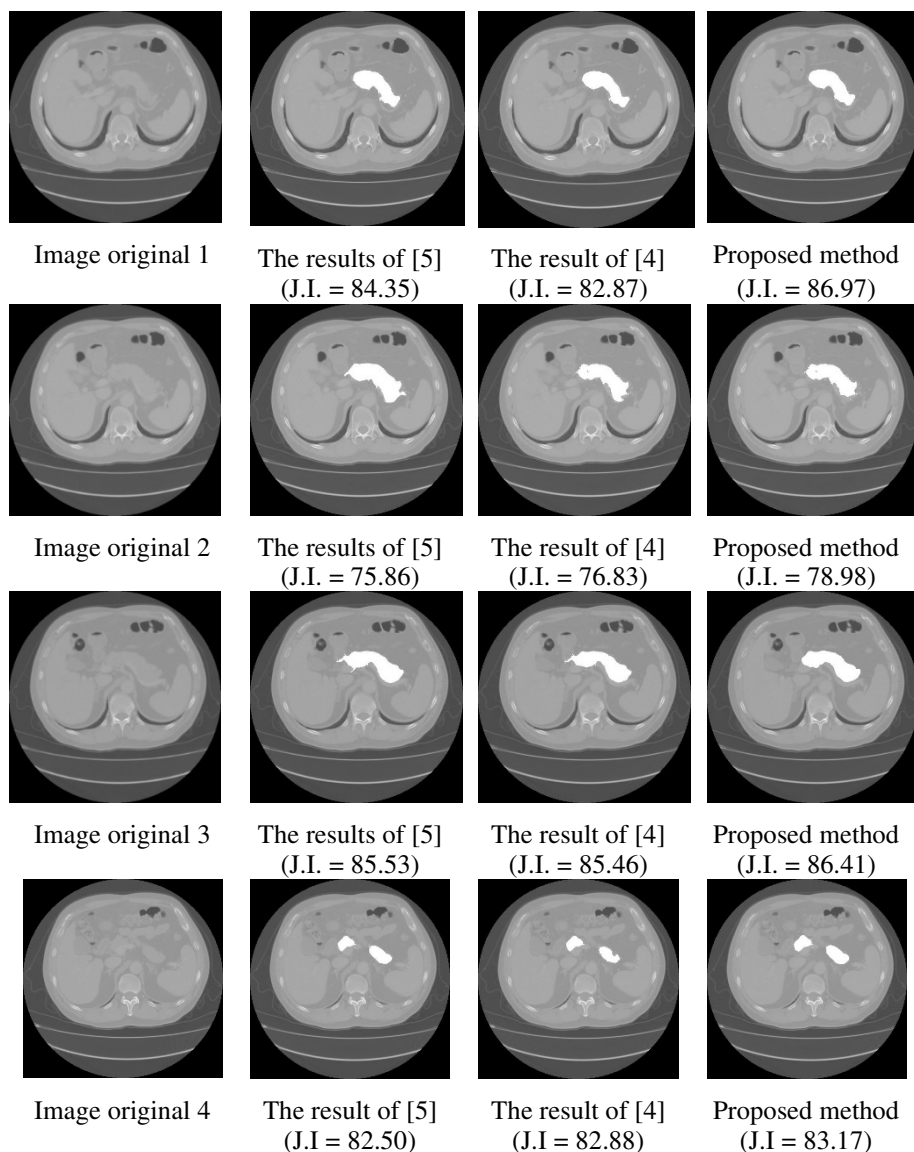 Image original 1
The results of [5]
(J.I. = 84.35)
The result of [4]
(J.I. = 82.87)
Proposed method
(J.I. = 86.97)
Image original 2
The results of [5]
(J.I. = 75.86)
The result of [4]
(J.I. = 76.83)
Proposed method
(J.I. = 78.98)
Image original 3
The results of [5]
(J.I. = 85.53)
The result of [4]
(J.I. = 85.46)
Proposed method
(J.I. = 86.41)
Image original 4
The result of [5]
(J.I = 82.50)
The result of [4]
(J.I = 82.88)
Proposed method
(J.I = 83.17)